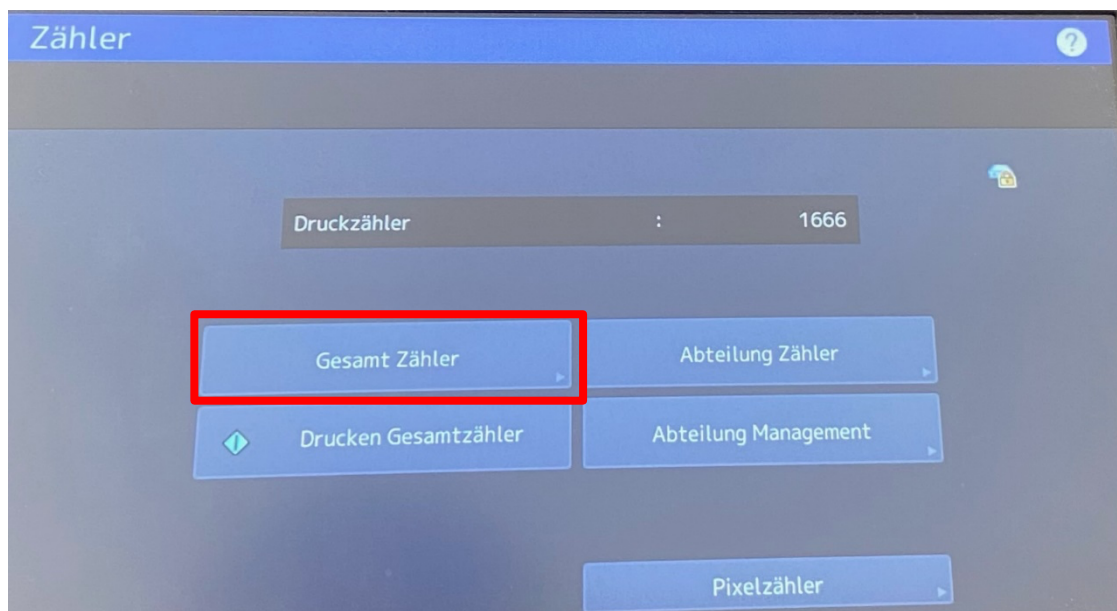 Zähler
?
Druckzähler : 1666
Gesamt Zähler
Abteilung Zähler
Drucken Gesamtzähler
Abteilung Management
Pixelzähler